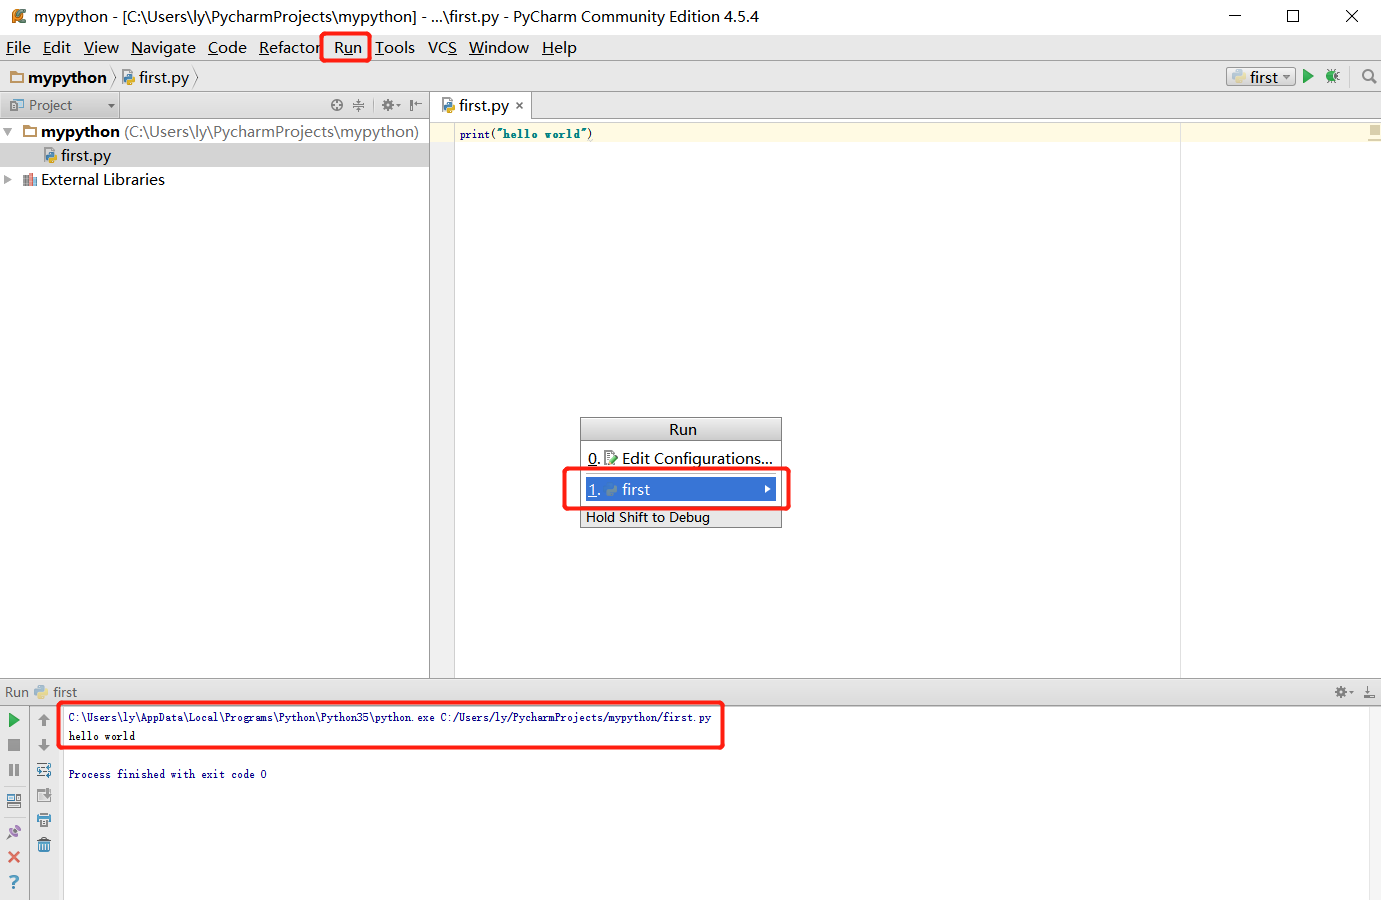 mypython - [C:\Users\ly\PycharmProjects\mypython] - ...\first.py - PyCharm Community Edition 4.5.4
File Edit View Navigate Code Refactor Run Tools VCS Window Help
mypython first.py first
Project
first.py ×
mypython (C:\Users\ly\PycharmProjects\mypython)
first.py
External Libraries
print("hello world")
Run
0. Edit Configurations...
1. first
Hold Shift to Debug
Run first
C:\Users\ly\AppData\Local\Programs\Python\Python35\python.exe C:/Users/ly/PycharmProjects/mypython/first.py
hello world
Process finished with exit code 0